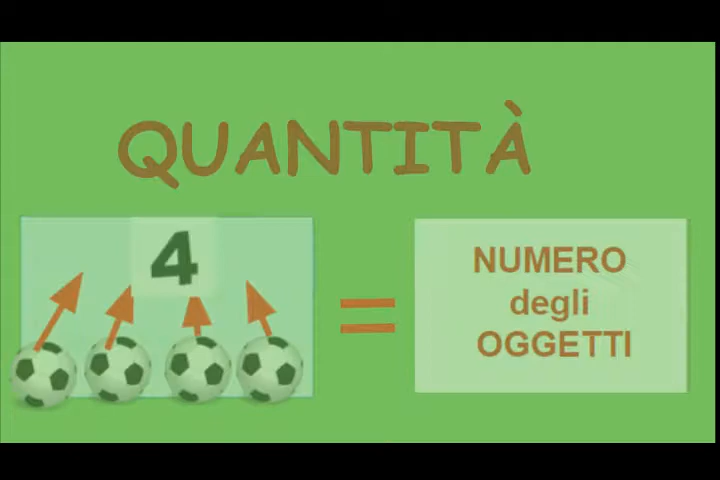 QUANTITÀ
4
=
NUMERO
degli
OGGETTI